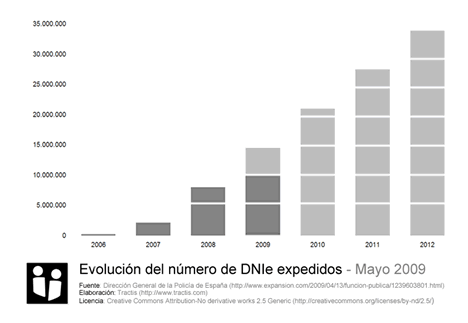 35.000.000
30.000.000
25.000.000
20.000.000
15.000.000
10.000.000
5.000.000
0
2006 2007 2008 2009 2010 2011 2012
Evolución del número de DNIe expedidos - Mayo 2009
Fuente: Dirección General de la Policía de España (http://www.expansion.com/2009/04/13/funcion-publica/1239603801.html)
Elaboración: Tractis (http://www.tractis.com)
Licencia: Creative Commons Attribution-No derivative works 2.5 Generic (http://creativecommons.org/licenses/by-nd/2.5/)